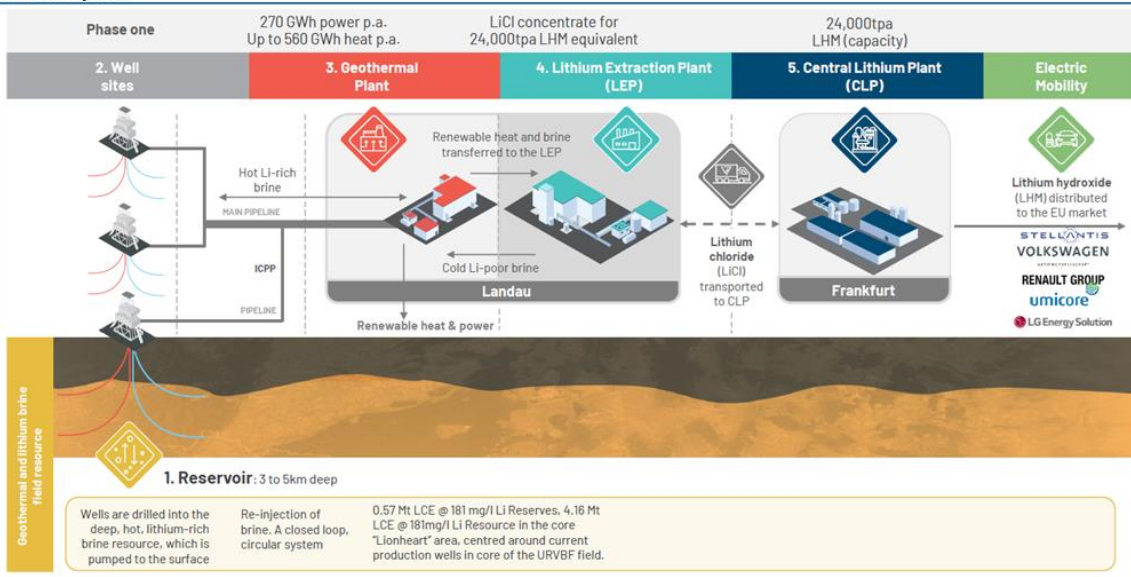 Phase one
270 GWh power p.a.
Up to 560 GWh heat p.a.
LiCl concentrate for
24,000tpa LHM equivalent
24,000tpa
LHM (capacity)
2. Well
sites
3. Geothermal
Plant
4. Lithium Extraction Plant
(LEP)
5. Central Lithium Plant
(CLP)
Electric
Mobility
Renewable heat and brine
transferred to the LEP
Hot Li-rich
brine
MAIN PIPELINE
ICPP
PIPELINE
Cold Li-poor brine
Landau
Renewable heat & power
Lithium
chloride
(LiCl)
transported
to CLP
Frankfurt
Lithium hydroxide
(LHM) distributed
to the EU market
STELLANTIS
VOLKSWAGEN
RENAULT GROUP
umicore
LG Energy Solution
Geothermal and lithium brine
field resource
1. Reservoir: 3 to 5km deep
Wells are drilled into the
deep, hot, lithium-rich
brine resource, which is
pumped to the surface
Re-injection of
brine. A closed loop,
circular system
0.57 Mt LCE @ 181 mg/l Li Reserves, 4.16 Mt
LCE @ 181mg/l Li Resource in the core
"Lionheart" area, centred around current
production wells in core of the URVBF field.